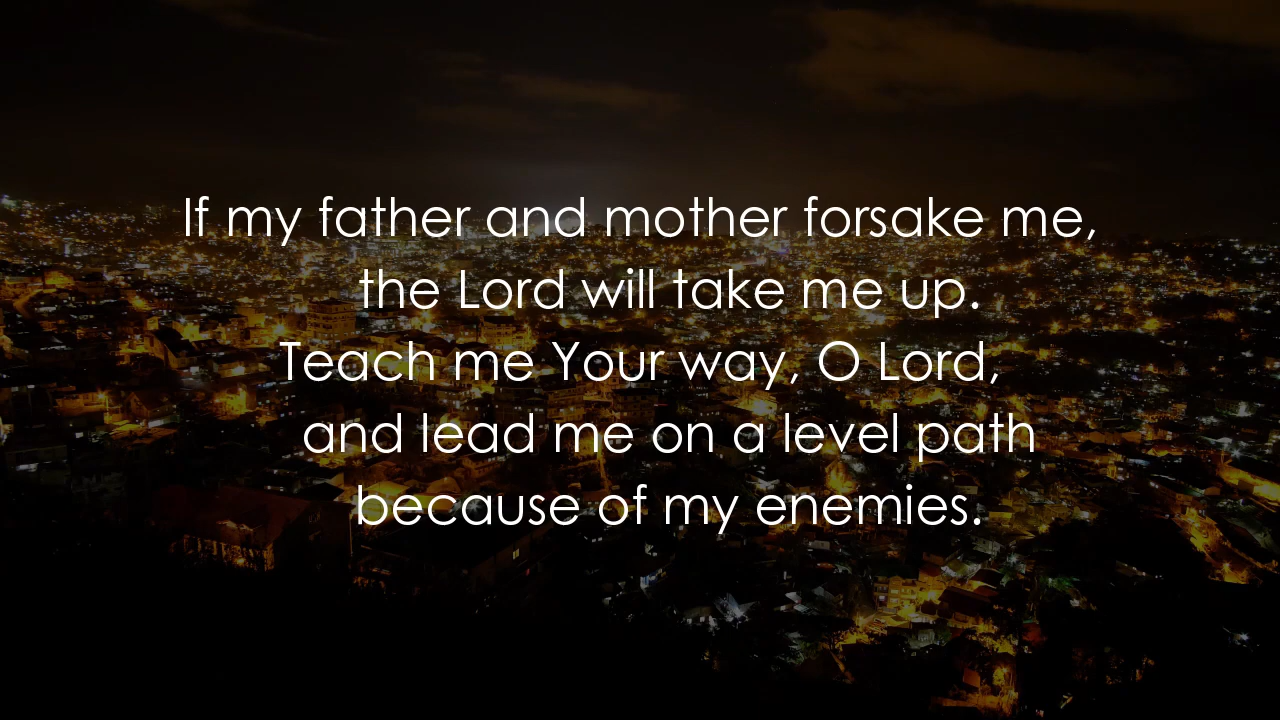 If my father and mother forsake me,
the Lord will take me up.
Teach me Your way, O Lord,
and lead me on a level path
because of my enemies.